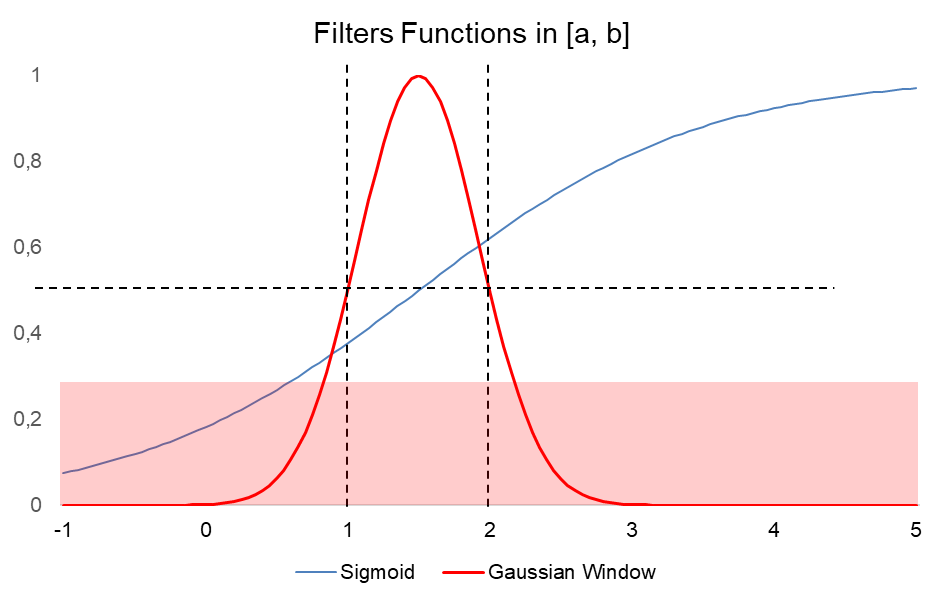 Filters Functions in [a, b]
1
0,8
0,6
0,4
0,2
0
-1 0 1 2 3 4 5
Sigmoid Gaussian Window